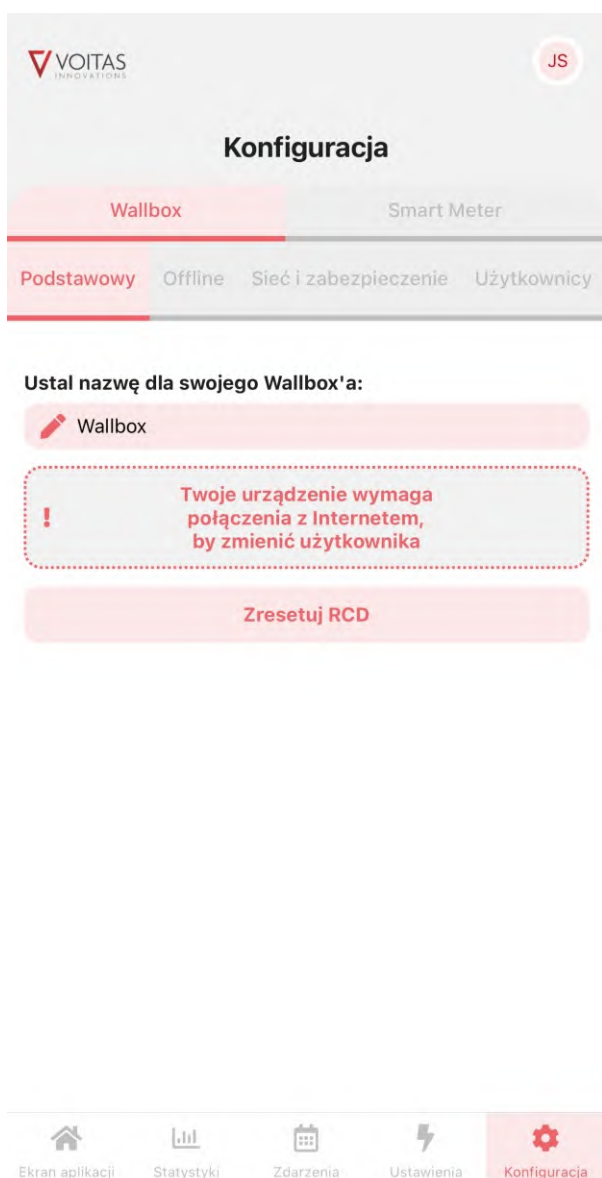 VOITAS
INNOVATIONS
JS
Konfiguracja
Wallbox Smart Meter
Podstawowy Offline Sieć i zabezpieczenie Użytkownicy
Ustal nazwę dla swojego Wallbox'a:
Wallbox
!
Twoje urządzenie wymaga
połączenia z Internetem,
by zmienić użytkownika
Zresetuj RCD
Ekran aplikacji Statystyki Zdarzenia Ustawienia Konfiguracja